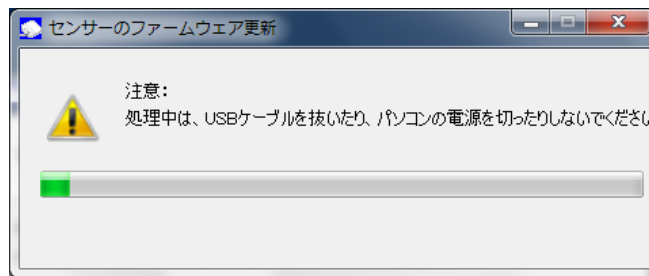 センサーのファームウェア更新
注意:
処理中は、USBケーブルを抜いたり、パソコンの電源を切ったりしないでください